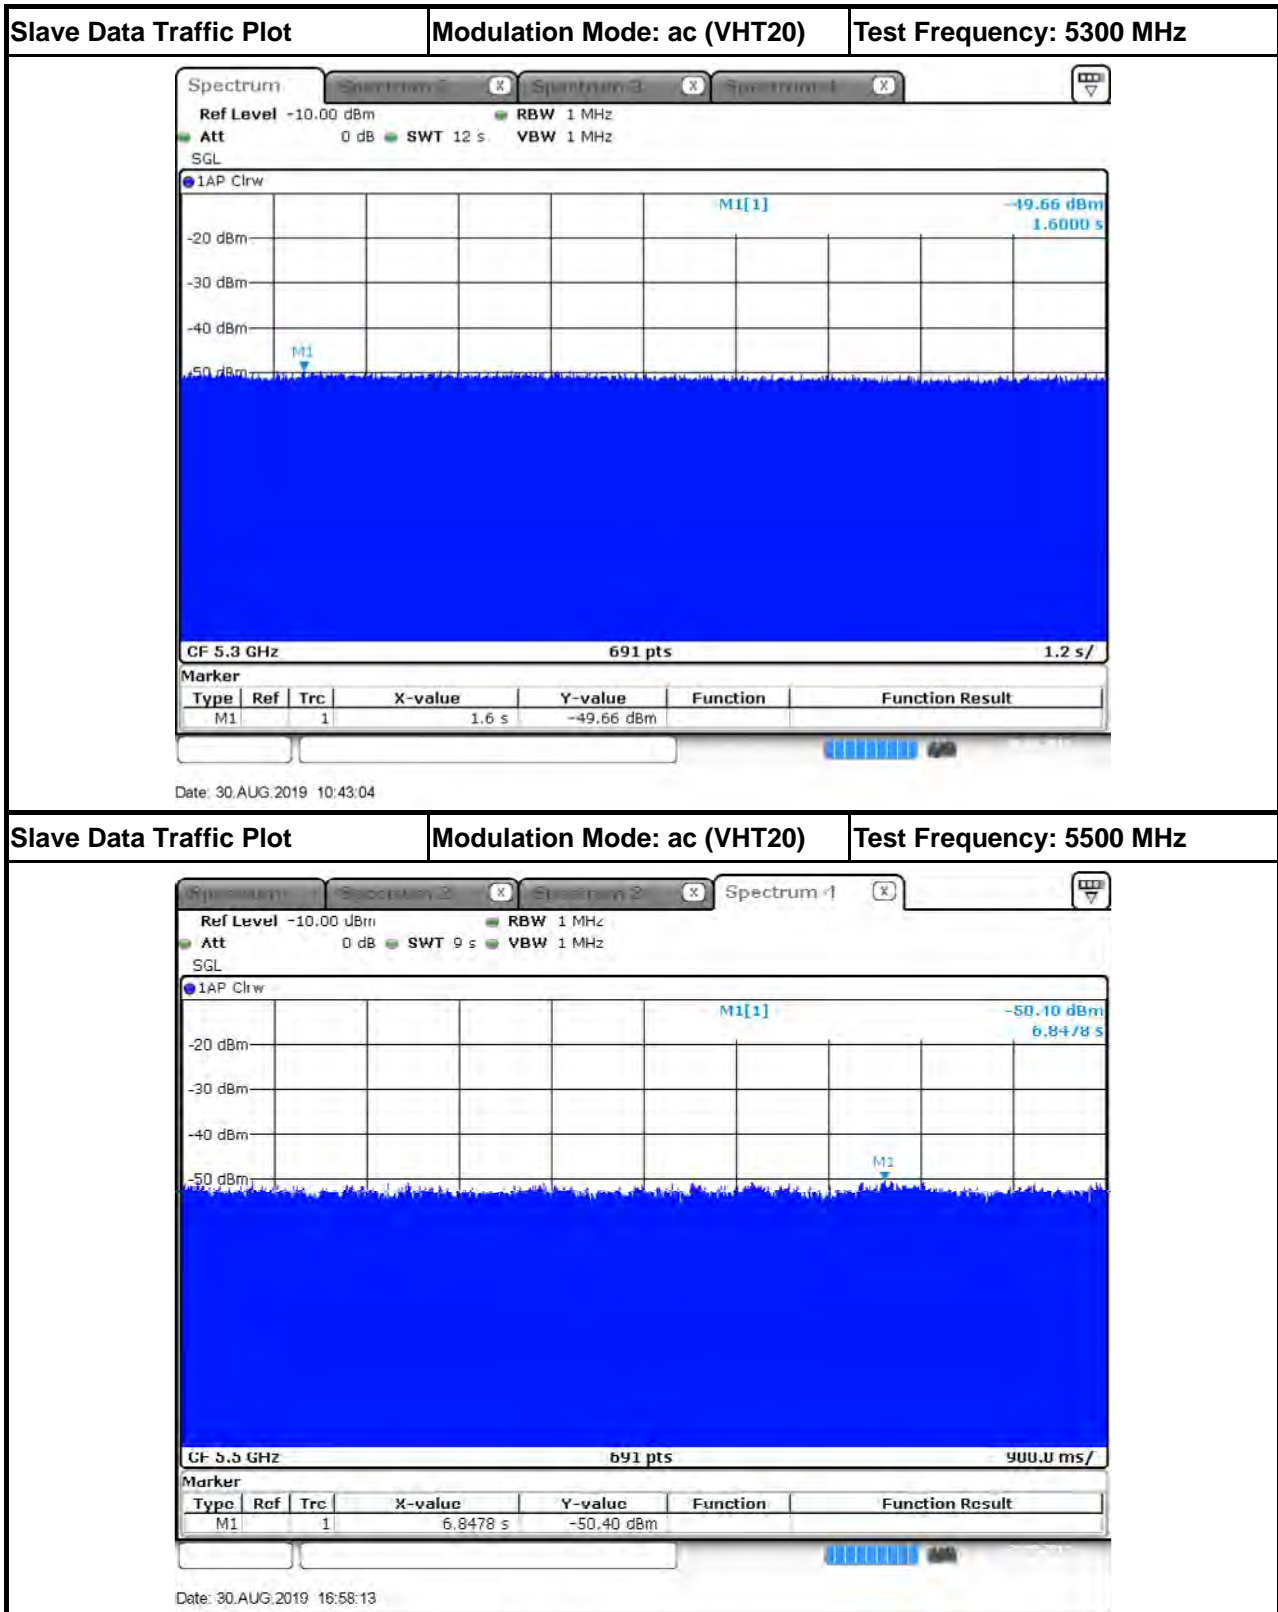 Slave Data Traffic Plot Modulation Mode: ac (VHT20) Test Frequency: 5300 MHz
Spectrum Spectrum 2 X Spectrum 3 X Spectrum 4 X
Ref Level -10.00 dBm RBW 1 MHz
Att 0 dB SWT 12 s VBW 1 MHz
SGL
1AP Clrw
M1[1] -49.66 dBm
1.6000 s
-20 dBm
-30 dBm
-40 dBm
M1
-50 dBm
CF 5.3 GHz 691 pts 1.2 s/
Marker
Type Ref Trc X-value Y-value Function Function Result
M1 1 1.6 s -49.66 dBm
Date: 30.AUG.2019 10:43:04
Slave Data Traffic Plot Modulation Mode: ac (VHT20) Test Frequency: 5500 MHz
Spectrum X X Spectrum 4 X
Ref Level -10.00 dBm RBW 1 MHz
Att 0 dB SWT 9 s VBW 1 MHz
SGL
1AP Clrw
M1[1] -50.40 dBm
6.8478 s
-20 dBm
-30 dBm
-40 dBm
M1
-50 dBm
CF 5.5 GHz 691 pts 900.0 ms/
Marker
Type Ref Trc X-value Y-value Function Function Result
M1 1 6.8478 s -50.40 dBm
Date: 30.AUG.2019 16:58:13